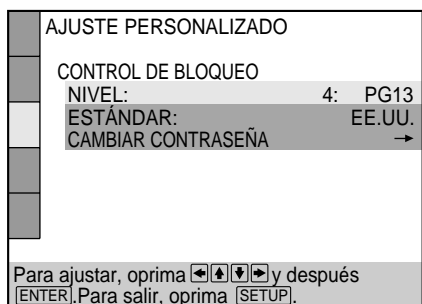 AJUSTE PERSONALIZADO
CONTROL DE BLOQUEO
NIVEL: 4: PG13
ESTÁNDAR: EE.UU.
CAMBIAR CONTRASEÑA →
Para ajustar, oprima ←↑↓→ y después
ENTER.Para salir, oprima SETUP.